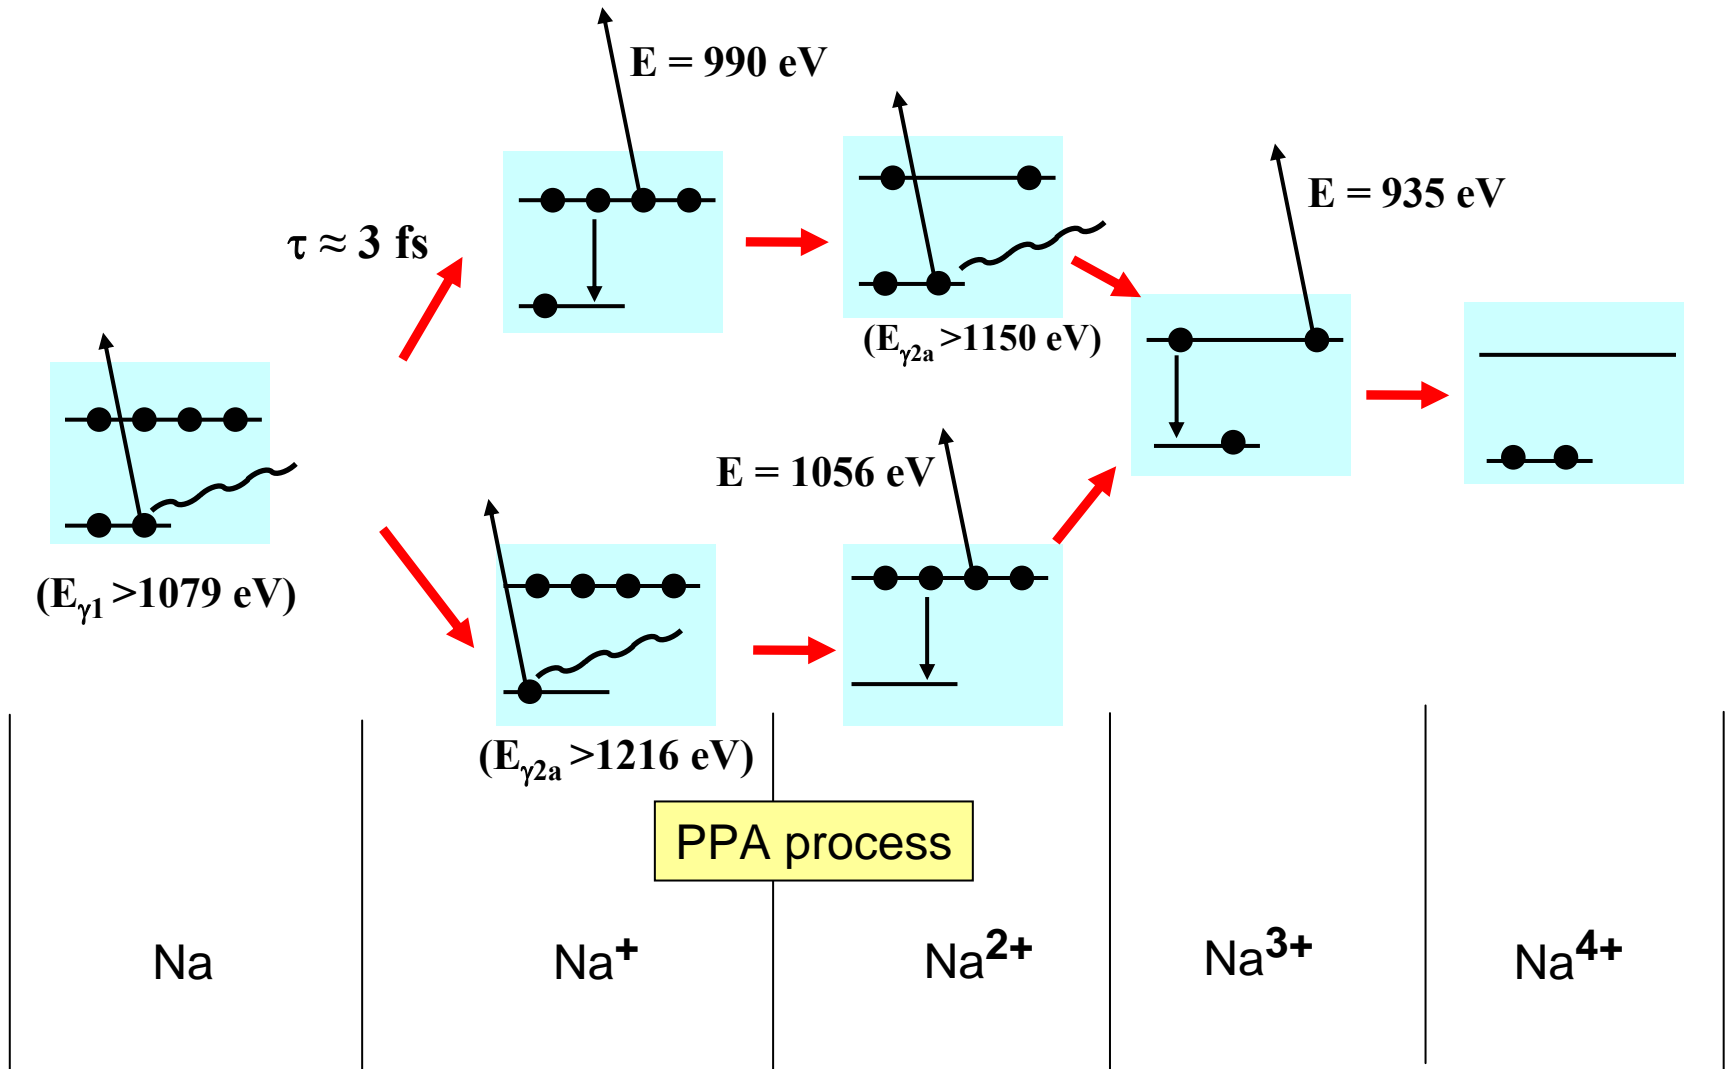 E = 990 eV
τ ≈ 3 fs
E = 935 eV
(Eγ2a >1150 eV)
E = 1056 eV
(Eγ1 >1079 eV)
(Eγ2a >1216 eV)
PPA process
Na
Na+
Na2+
Na3+
Na4+